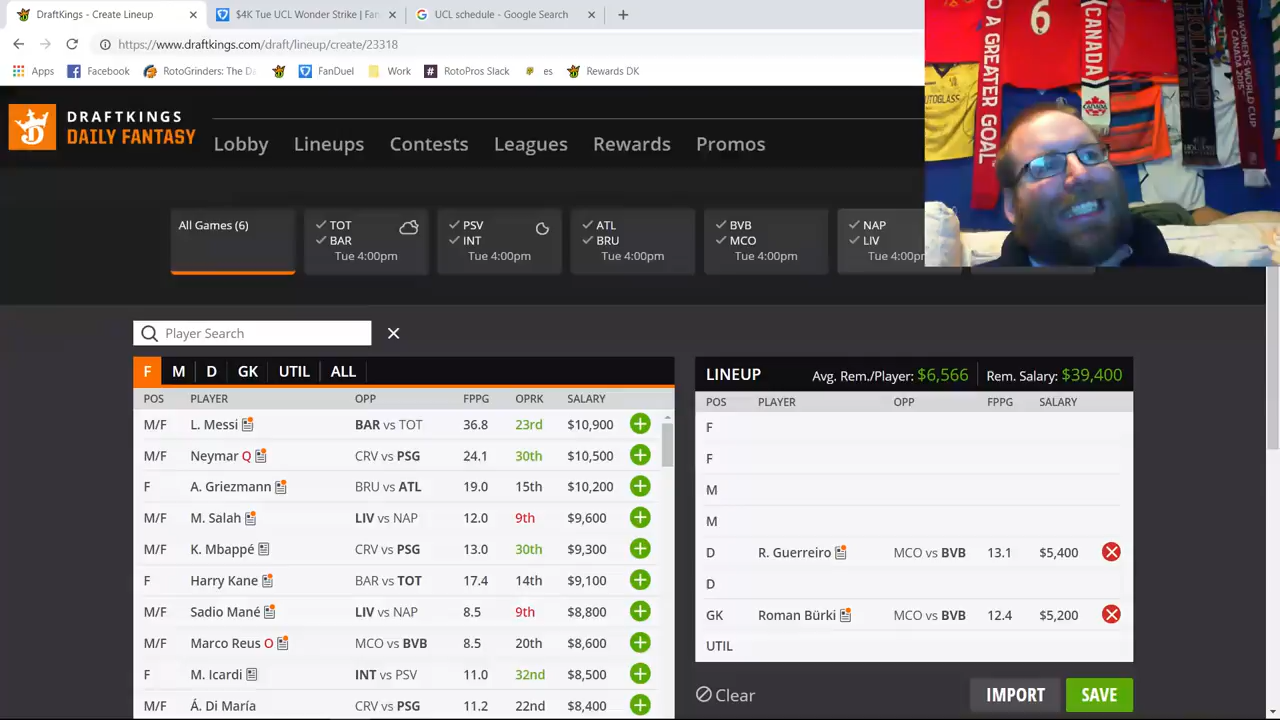 DraftKings - Create Lineup
$4K Tue UCL Wonder Strike | Fan
UCL schedule - Google Search
https://www.draftkings.com/draft/lineup/create/
Apps
Facebook
RotoGrinders: The Da
FanDuel
Work
RotoPros Slack
es
Rewards DK
DRAFTKINGS
DAILY FANTASY
Lobby
Lineups
Contests
Leagues
Rewards
Promos
O A GREATER GOAL
6
CANADA
HOLLAND
FIFA WOMEN'S WORLD CUP
CANADA 2015
AUTOGLASS
All Games (6)
TOT
BAR
Tue 4:00pm
PSV
INT
Tue 4:00pm
ATL
BRU
Tue 4:00pm
BVB
MCO
Tue 4:00pm
NAP
LIV
Tue 4:00p
Player Search
F M D GK UTIL ALL
POS PLAYER OPP FPPG OPRK SALARY
M/F L. Messi BAR vs TOT 36.8 23rd $10,900
M/F Neymar Q CRV vs PSG 24.1 30th $10,500
F A. Griezmann BRU vs ATL 19.0 15th $10,200
M/F M. Salah LIV vs NAP 12.0 9th $9,600
M/F K. Mbappé CRV vs PSG 13.0 30th $9,300
F Harry Kane BAR vs TOT 17.4 14th $9,100
M/F Sadio Mané LIV vs NAP 8.5 9th $8,800
M/F Marco Reus O MCO vs BVB 8.5 20th $8,600
F M. Icardi INT vs PSV 11.0 32nd $8,500
M/F Á. Di María CRV vs PSG 11.2 22nd $8,400
LINEUP Avg. Rem./Player: $6,566 Rem. Salary: $39,400
POS PLAYER OPP FPPG SALARY
F
F
M
M
D R. Guerreiro MCO vs BVB 13.1 $5,400
D
GK Roman Bürki MCO vs BVB 12.4 $5,200
UTIL
Clear
IMPORT
SAVE